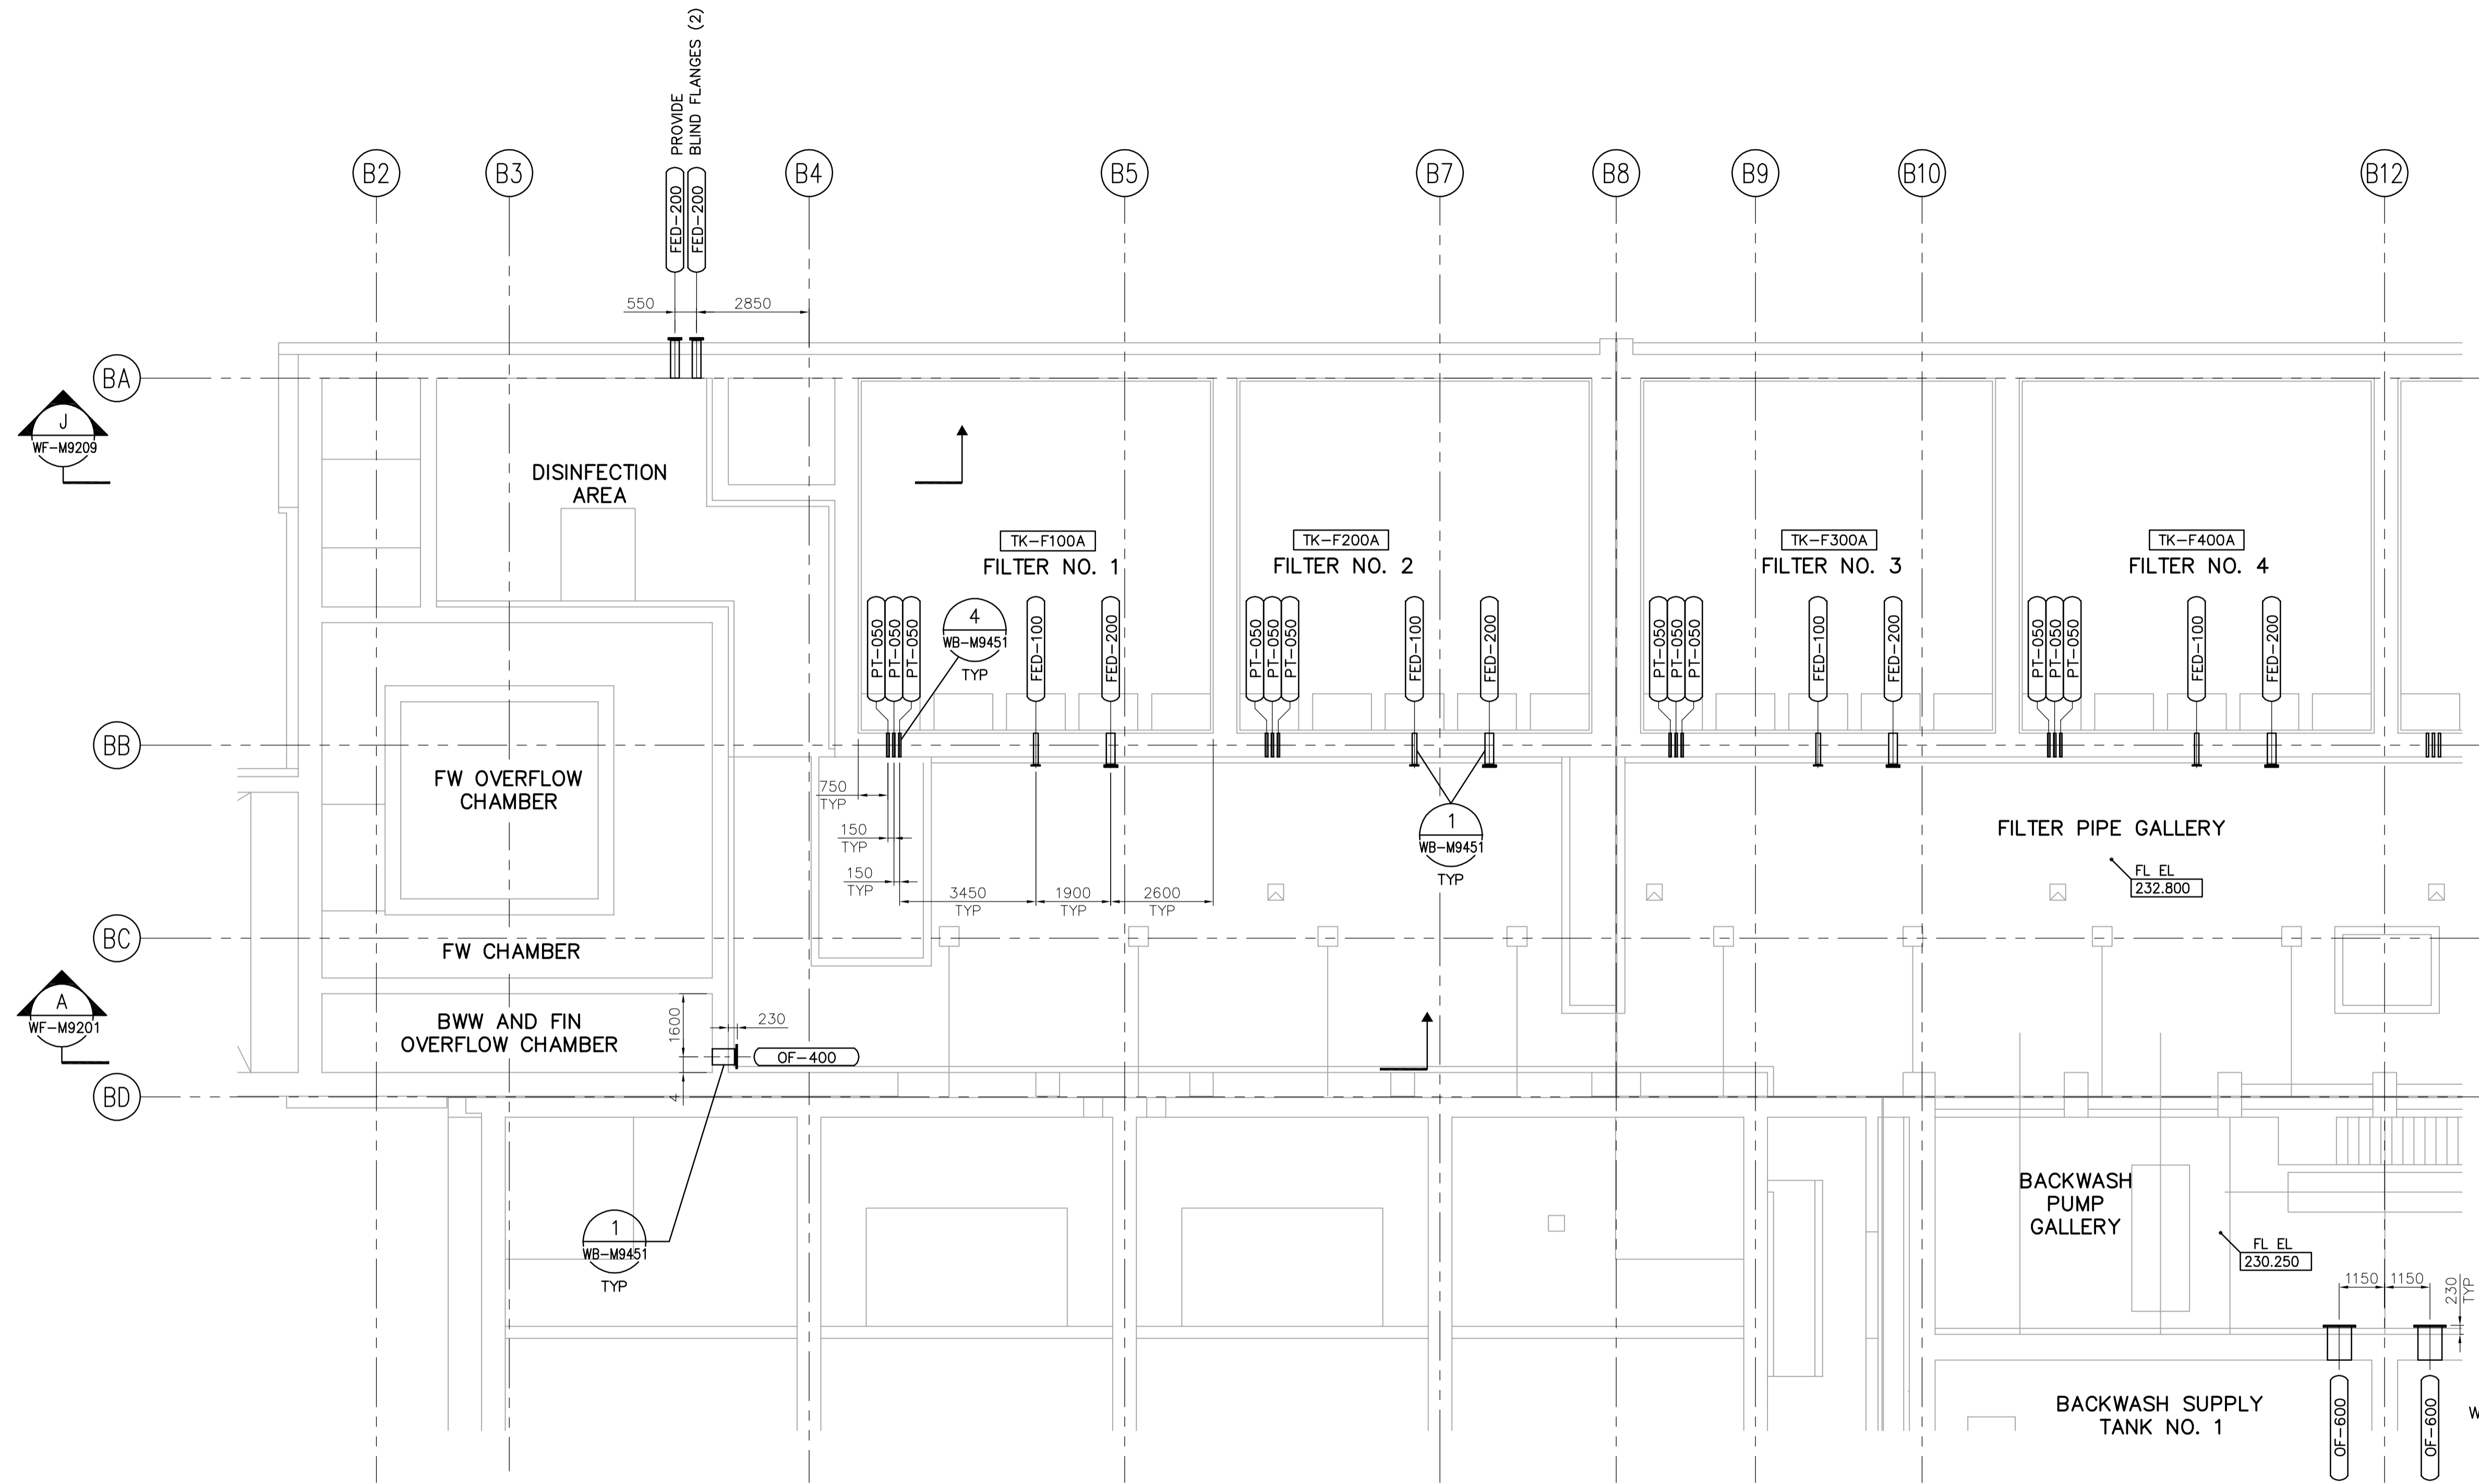 PROVIDE
BLIND FLANGES (2)
B2
B3
B4
B5
B7
B8
B9
B10
B12
FED-200
FED-200
550
2850
BA
J
WF-M9209
DISINFECTION
AREA
TK-F100A
FILTER NO. 1
TK-F200A
FILTER NO. 2
TK-F300A
FILTER NO. 3
TK-F400A
FILTER NO. 4
PT-050
PT-050
PT-050
4
WB-M9451
TYP
FED-100
FED-200
PT-050
PT-050
PT-050
FED-100
FED-200
PT-050
PT-050
PT-050
FED-100
FED-200
PT-050
PT-050
PT-050
FED-100
FED-200
BB
FW OVERFLOW
CHAMBER
750
TYP
150
TYP
150
TYP
3450
TYP
1900
TYP
2600
TYP
1
WB-M9451
TYP
FILTER PIPE GALLERY
FL EL
232.800
BC
FW CHAMBER
A
WF-M9201
BWW AND FIN
OVERFLOW CHAMBER
1600
230
OF-400
4
BD
1
WB-M9451
TYP
BACKWASH
PUMP
GALLERY
FL EL
230.250
1150
1150
230
TYP
BACKWASH SUPPLY
TANK NO. 1
OF-600
OF-600
W